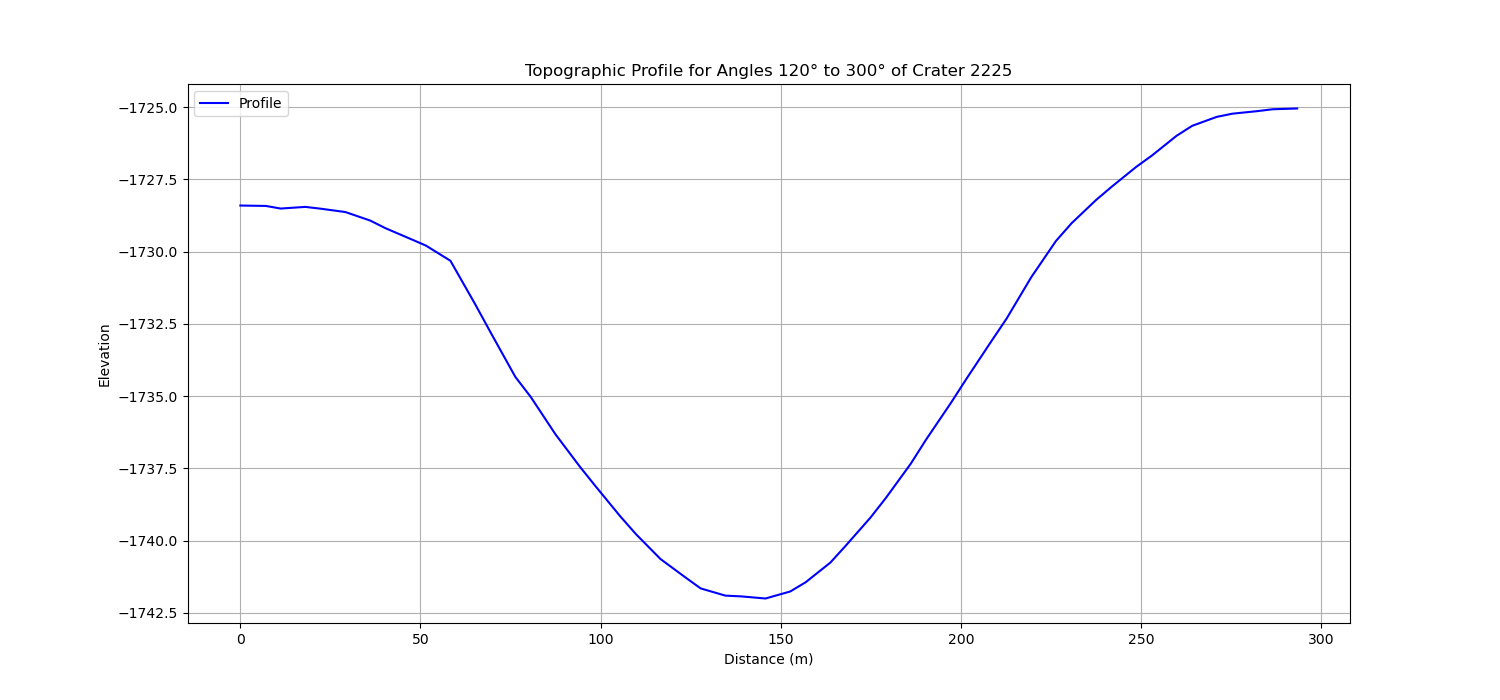 Topographic Profile for Angles 120° to 300° of Crater 2225
Profile
−1725.0
−1727.5
−1730.0
−1732.5
−1735.0
−1737.5
−1740.0
−1742.5
Elevation
0 50 100 150 200 250 300
Distance (m)